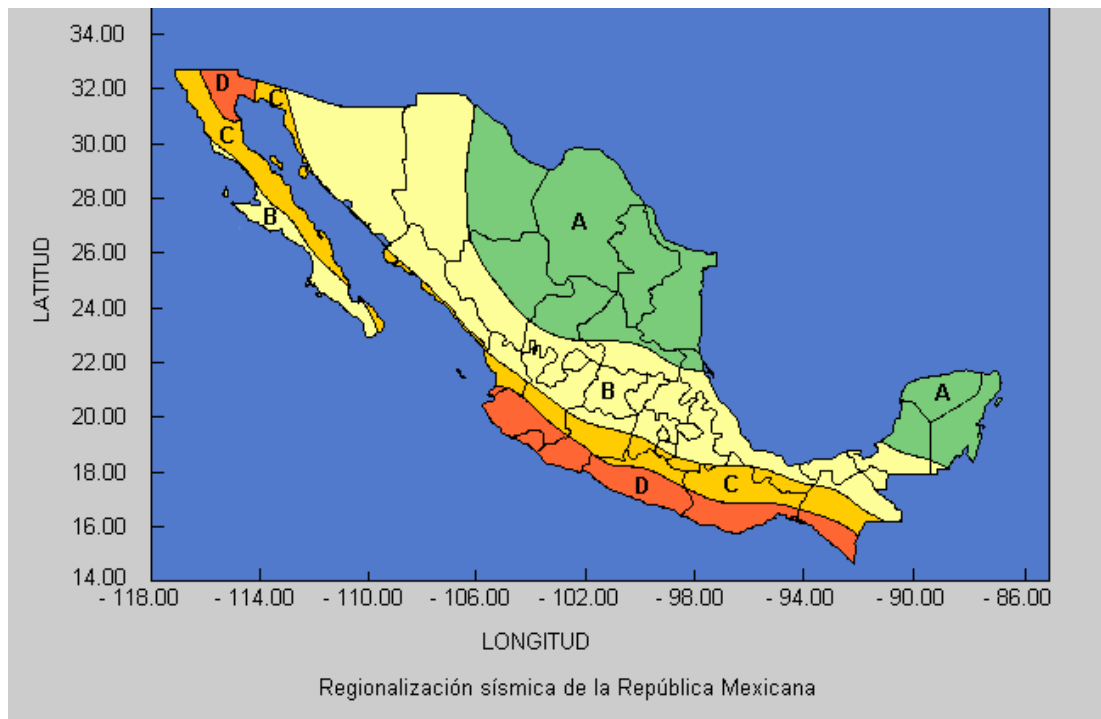 34.00
32.00
30.00
28.00
26.00
24.00
22.00
20.00
18.00
16.00
14.00
LATITUD
D
C
C
B
A
B
A
D
C
- 118.00 - 114.00 - 110.00 - 106.00 - 102.00 - 98.00 - 94.00 - 90.00 - 86.00
LONGITUD
Regionalización sísmica de la República Mexicana